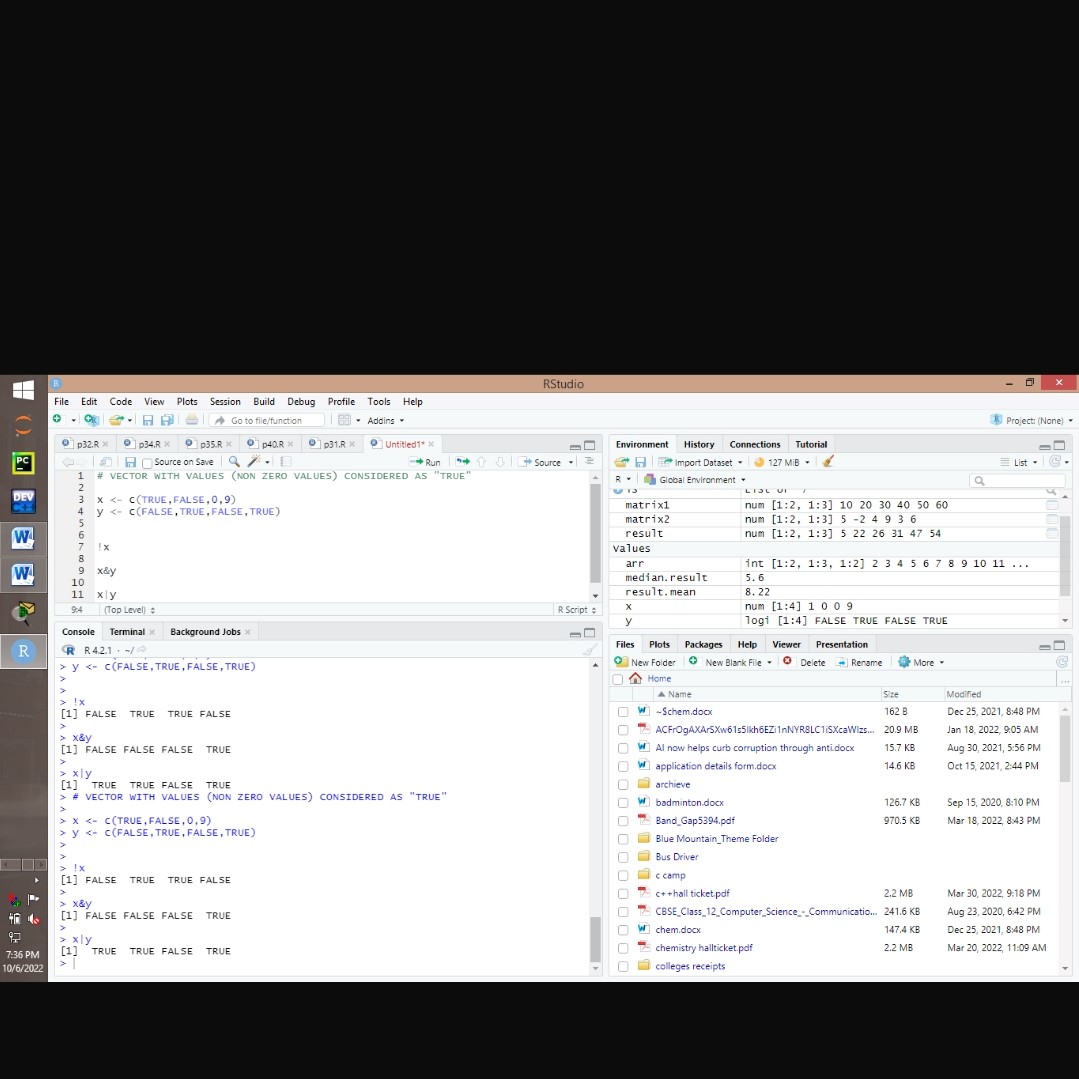 RStudio
File Edit Code View Plots Session Build Debug Profile Tools Help
Go to file/function Addins Project: (None)
p32.R p34.R p35.R p40.R p31.R Untitled1*
Source on Save Run Source
1 # VECTOR WITH VALUES (NON ZERO VALUES) CONSIDERED AS "TRUE"
2
3 x <- c(TRUE,FALSE,0,9)
4 y <- c(FALSE,TRUE,FALSE,TRUE)
5
6
7 !x
8
9 x&y
10
11 x|y
9:4 (Top Level) R Script
Console Terminal Background Jobs
R 4.2.1 · ~/
> y <- c(FALSE,TRUE,FALSE,TRUE)
>
>
> !x
[1] FALSE TRUE TRUE FALSE
>
> x&y
[1] FALSE FALSE FALSE TRUE
>
> x|y
[1] TRUE TRUE FALSE TRUE
> # VECTOR WITH VALUES (NON ZERO VALUES) CONSIDERED AS "TRUE"
>
> x <- c(TRUE,FALSE,0,9)
> y <- c(FALSE,TRUE,FALSE,TRUE)
>
>
> !x
[1] FALSE TRUE TRUE FALSE
>
> x&y
[1] FALSE FALSE FALSE TRUE
>
> x|y
[1] TRUE TRUE FALSE TRUE
>
Environment History Connections Tutorial
Import Dataset 127 MiB List
R Global Environment
matrix1 num [1:2, 1:3] 10 20 30 40 50 60
matrix2 num [1:2, 1:3] 5 -2 4 9 3 6
result num [1:2, 1:3] 5 22 26 31 47 54
Values
arr int [1:2, 1:3, 1:2] 2 3 4 5 6 7 8 9 10 11 ...
median.result 5.6
result.mean 8.22
x num [1:4] 1 0 0 9
y logi [1:4] FALSE TRUE FALSE TRUE
Files Plots Packages Help Viewer Presentation
New Folder New Blank File Delete Rename More
Home
Name Size Modified
~$chem.docx 162 B Dec 25, 2021, 8:48 PM
20.9 MB Jan 18, 2022, 9:05 AM
AI now helps curb corruption through anti.docx 15.7 KB Aug 30, 2021, 5:56 PM
application details form.docx 14.6 KB Oct 15, 2021, 2:44 PM
archieve
badminton.docx 126.7 KB Sep 15, 2020, 8:10 PM
Band_Gap5394.pdf 970.5 KB Mar 18, 2022, 8:43 PM
Blue Mountain_Theme Folder
Bus Driver
c camp
c++hall ticket.pdf 2.2 MB Mar 30, 2022, 9:18 PM
CBSE_Class_12_Computer_Science_-_Communicatio... 241.6 KB Aug 23, 2020, 6:42 PM
chem.docx 147.4 KB Dec 25, 2021, 8:48 PM
chemistry hallticket.pdf 2.2 MB Mar 20, 2022, 11:09 AM
colleges receipts
PC
DEV
W
W
R
7:36 PM
10/6/2022